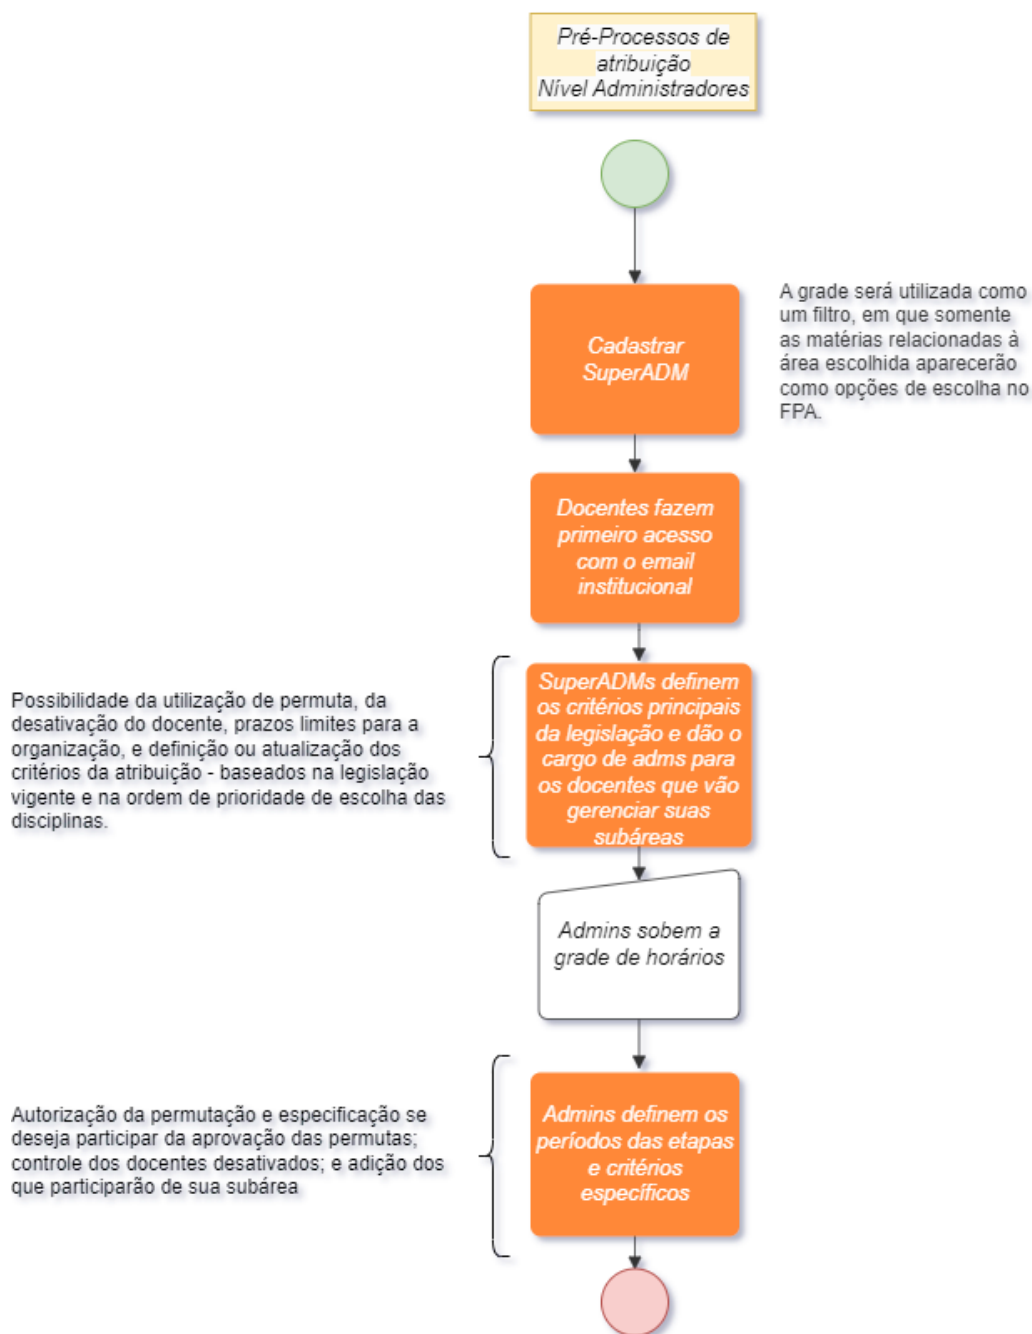 Pré-Processos de
atribuição
Nível Administradores
Cadastrar
SuperADM
A grade será utilizada como
um filtro, em que somente
as matérias relacionadas à
área escolhida aparecerão
como opções de escolha no
FPA.
Docentes fazem
primeiro acesso
com o email
institucional
Possibilidade da utilização de permuta, da
desativação do docente, prazos limites para a
organização, e definição ou atualização dos
critérios da atribuição - baseados na legislação
vigente e na ordem de prioridade de escolha das
disciplinas.
SuperADMs definem
os critérios principais
da legislação e dão o
cargo de adms para
os docentes que vão
gerenciar suas
subáreas
Admins sobem a
grade de horários
Autorização da permutação e especificação se
deseja participar da aprovação das permutas;
controle dos docentes desativados; e adição dos
que participarão de sua subárea
Admins definem os
períodos das etapas
e critérios
específicos